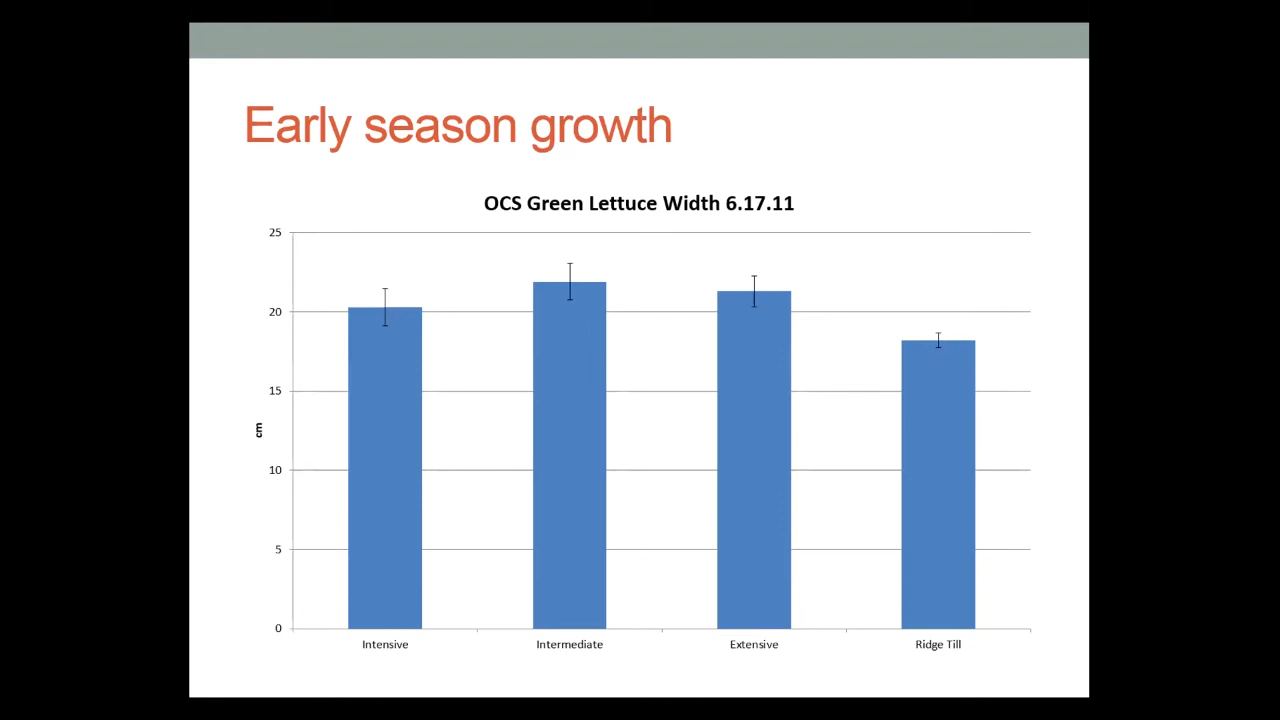 Early season growth
OCS Green Lettuce Width 6.17.11
25
20
15
10
5
0
cm
Intensive
Intermediate
Extensive
Ridge Till